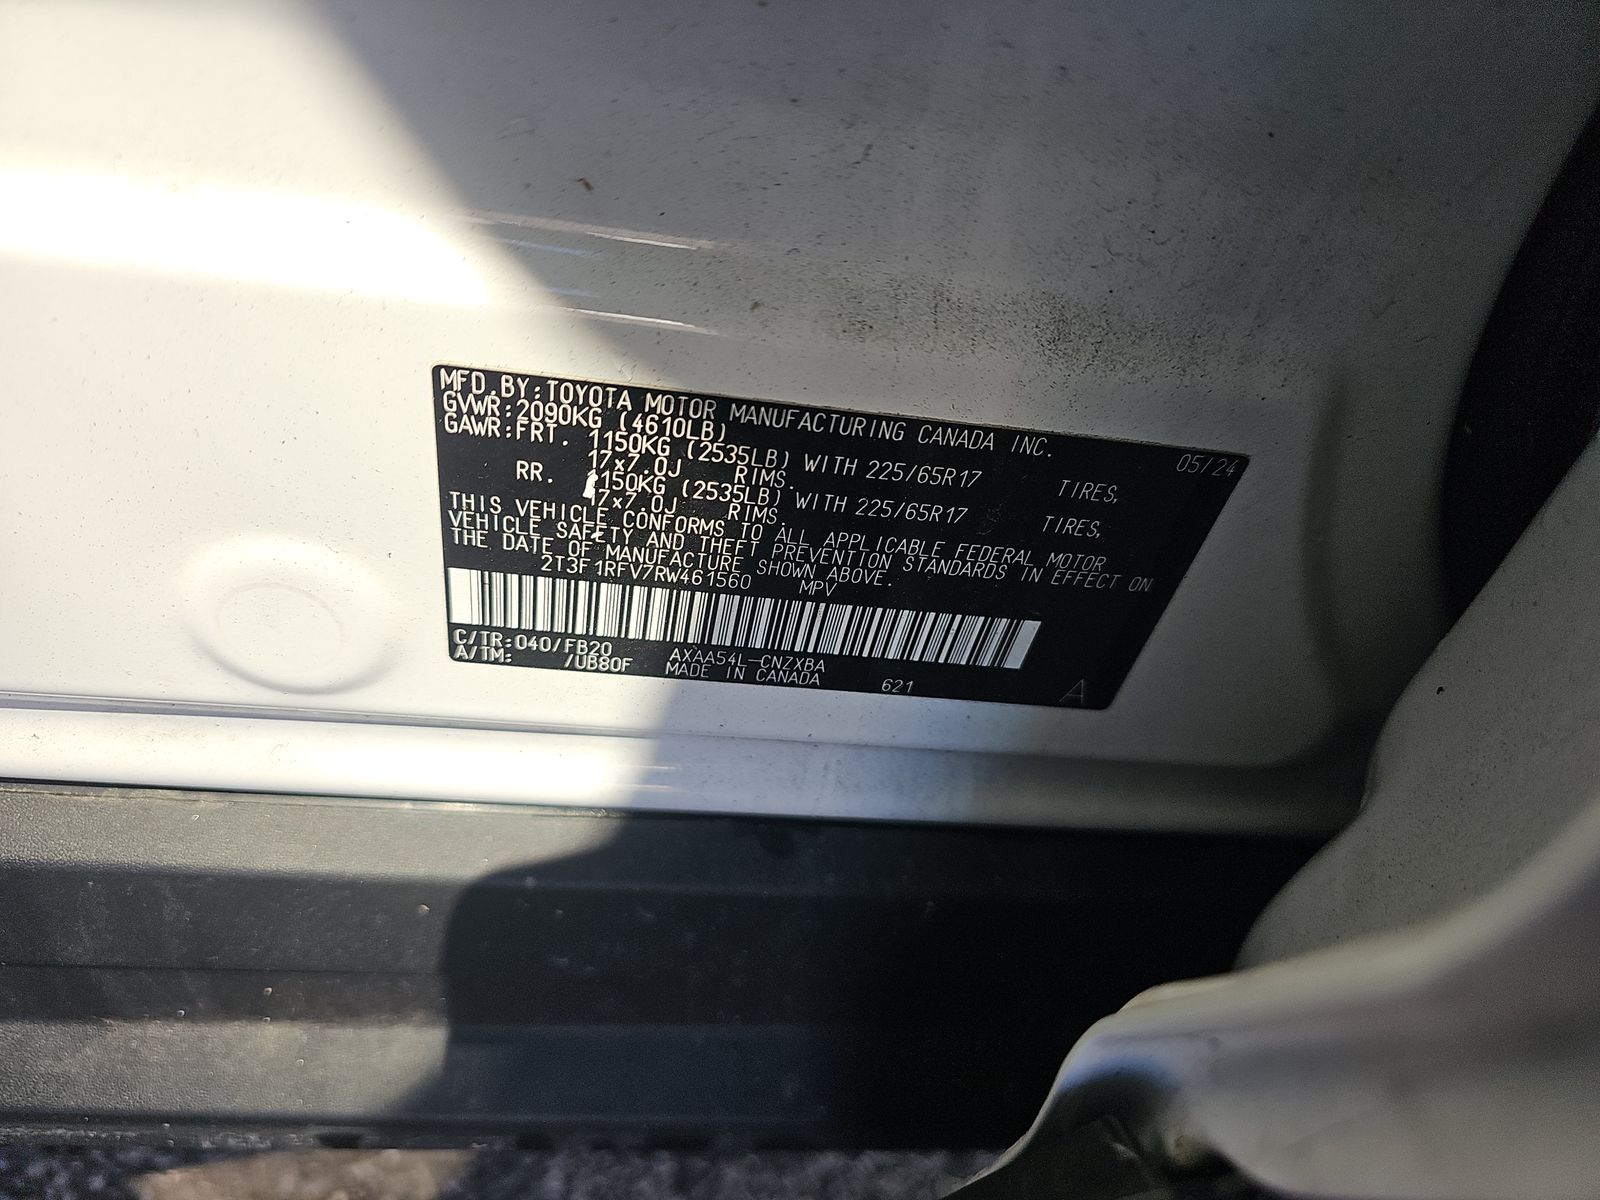 MFD.BY:TOYOTA MOTOR MANUFACTURING CANADA INC. 05/24
GVWR:2090KG (4610LB)
GAWR:FRT. 1150KG (2535LB) WITH 225/65R17 TIRES,
17x7.0J RIMS.
RR. 1150KG (2535LB) WITH 225/65R17 TIRES,
17x7.0J RIMS.
THIS VEHICLE CONFORMS TO ALL APPLICABLE FEDERAL MOTOR
VEHICLE SAFETY AND THEFT PREVENTION STANDARDS IN EFFECT ON
THE DATE OF MANUFACTURE SHOWN ABOVE.
2T3F1RFV7RW461560 MPV
C/TR:040/FB20 AXAA54L-CNZXBA
A/TM: /UB80F MADE IN CANADA 621 A